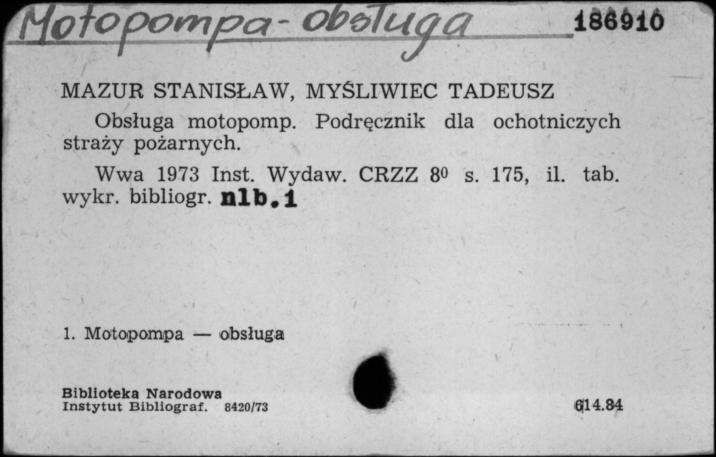 Motopompa - obsługa 186910
MAZUR STANISŁAW, MYŚLIWIEC TADEUSZ
Obsługa motopomp. Podręcznik dla ochotniczych
straży pożarnych.
Wwa 1973 Inst. Wydaw. CRZZ 8⁰ s. 175, il. tab.
wykr. bibliogr. nlb. 1
1. Motopompa — obsługa
Biblioteka Narodowa
Instytut Bibliograf. 8420/73 614.84